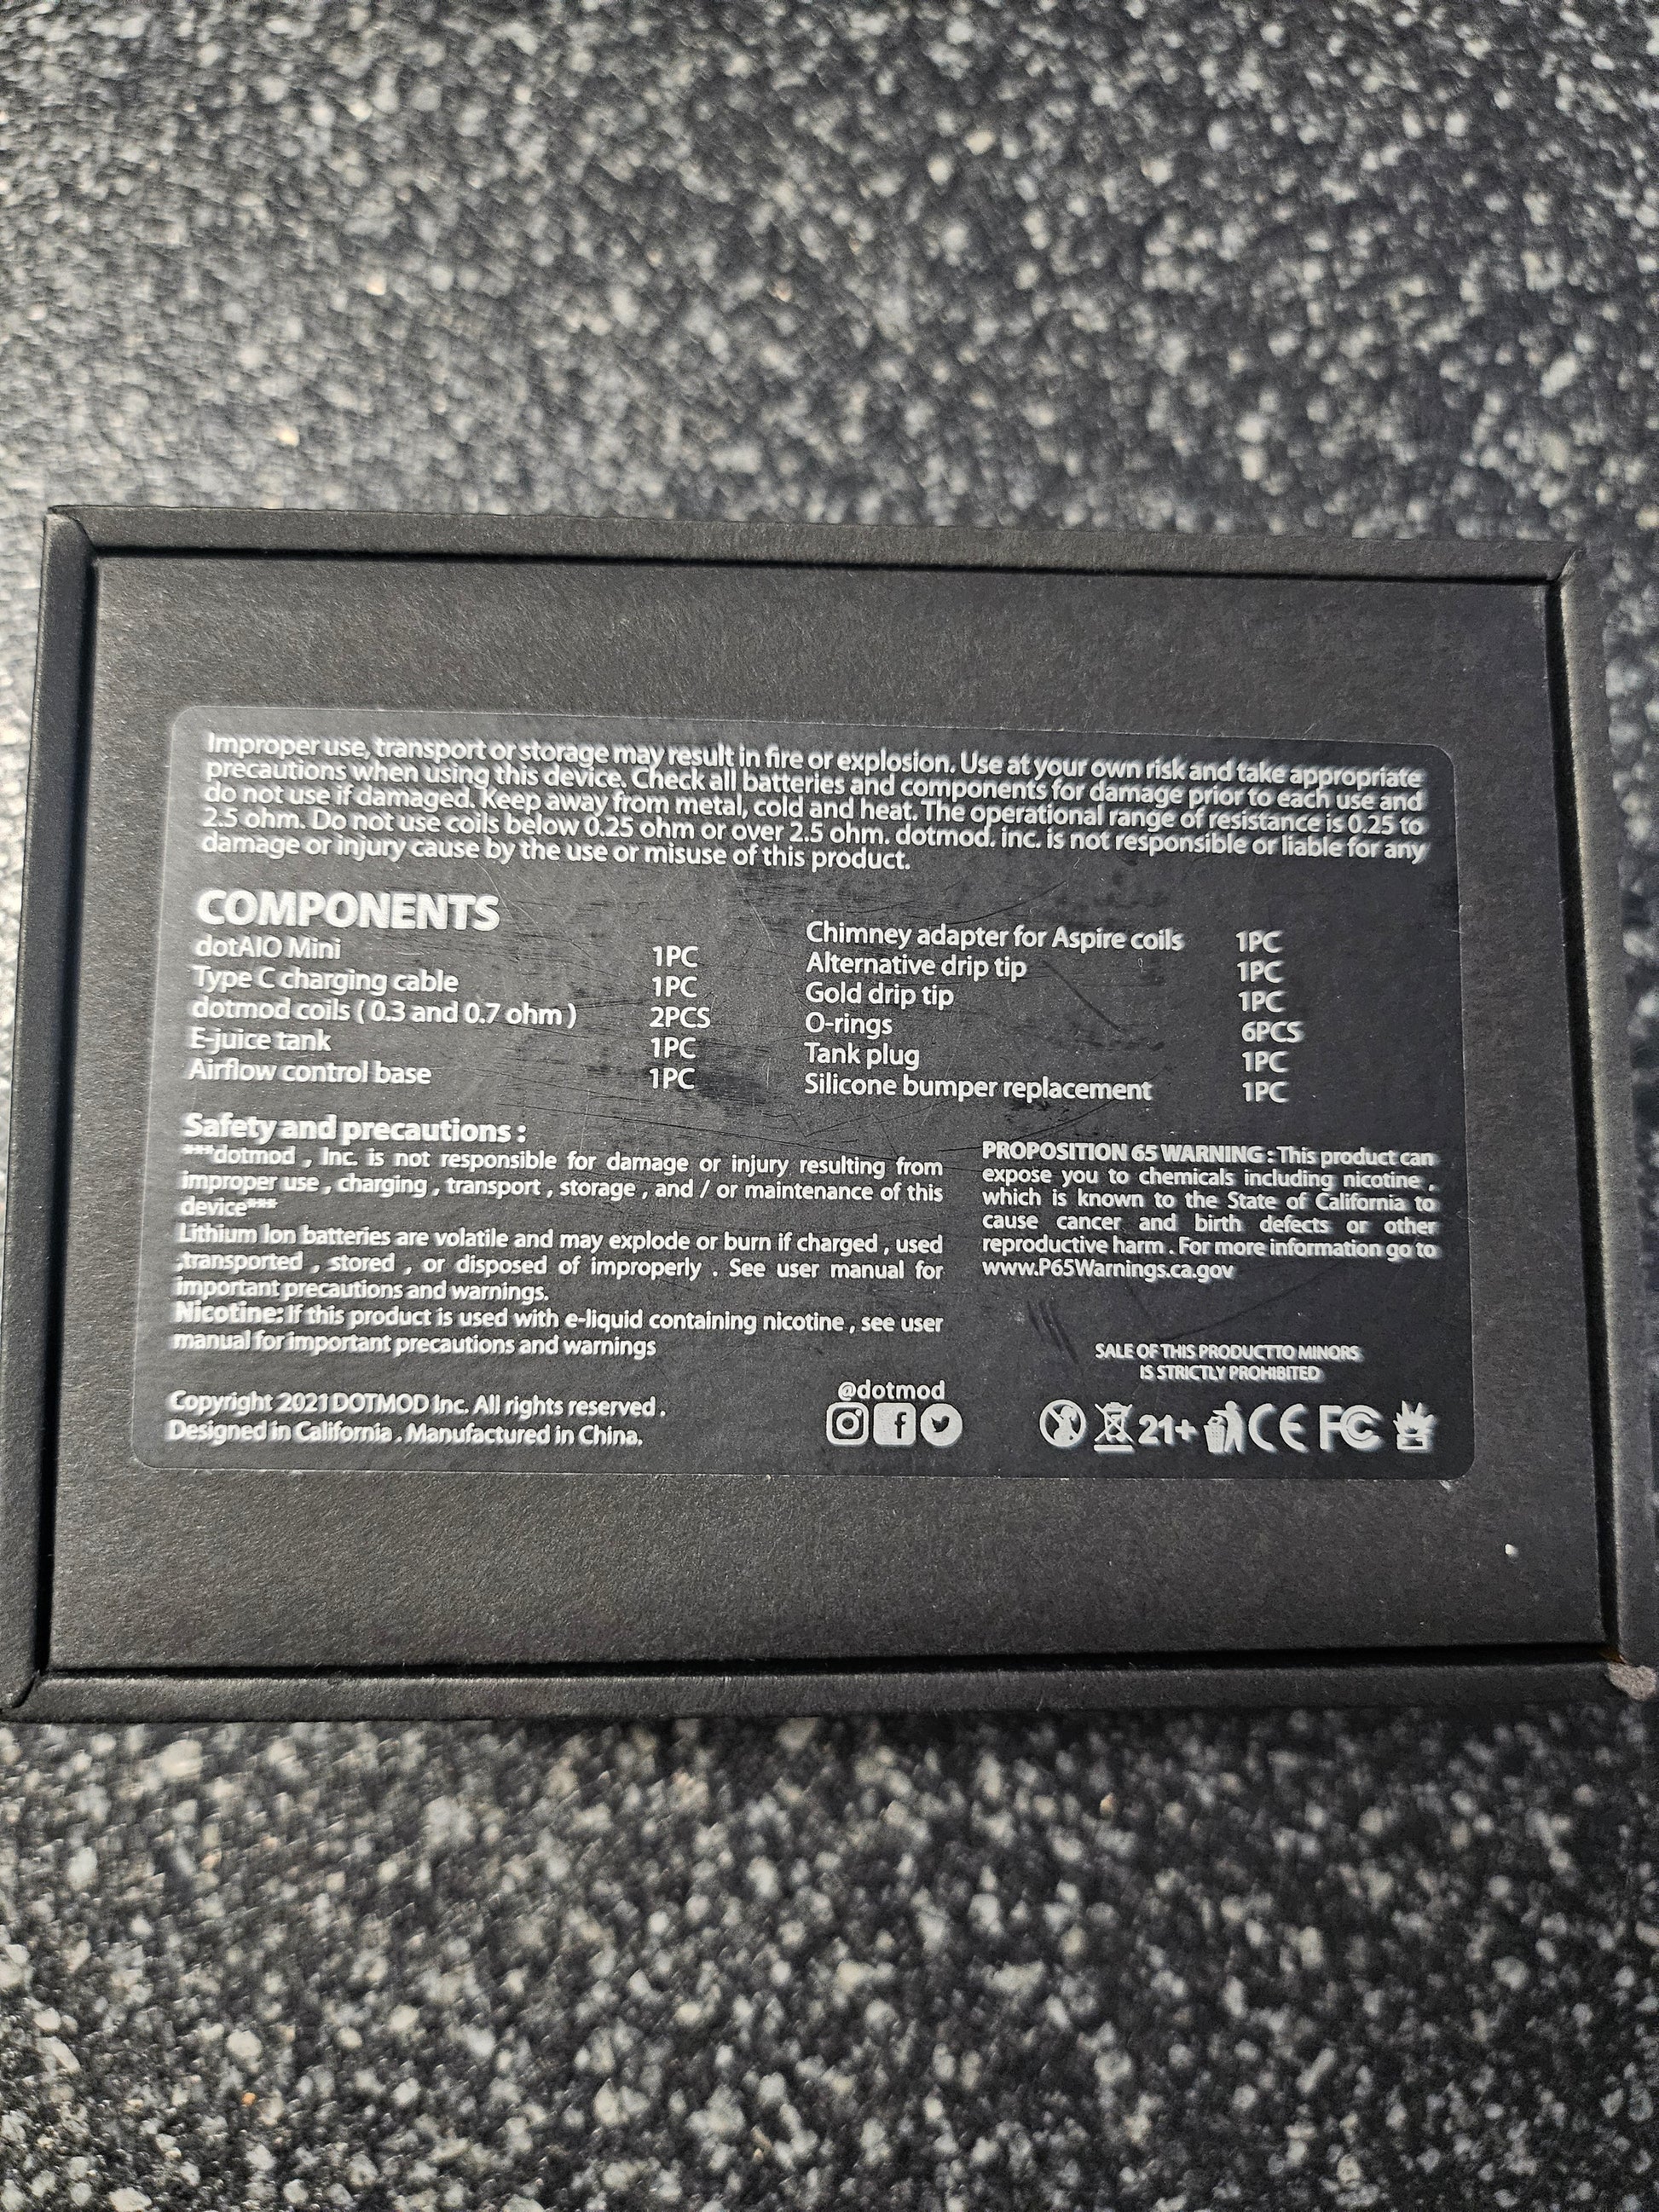 Improper use, transport or storage may result in fire or explosion. Use at your own risk and take appropriate
precautions when using this device. Check all batteries and components for damage prior to each use and
do not use if damaged. Keep away from metal, cold and heat. The operational range of resistance is 0.25 to
2.5 ohm. Do not use coils below 0.25 ohm or over 2.5 ohm. dotmod. inc. is not responsible or liable for any
damage or injury cause by the use or misuse of this product.
COMPONENTS
dotAIO Mini 1PC
Type C charging cable 1PC
dotmod coils ( 0.3 and 0.7 ohm ) 2PCS
E-juice tank 1PC
Airflow control base 1PC
Chimney adapter for Aspire coils 1PC
Alternative drip tip 1PC
Gold drip tip 1PC
O-rings 6PCS
Tank plug 1PC
Silicone bumper replacement 1PC
Safety and precautions :
***dotmod , Inc. is not responsible for damage or injury resulting from
improper use , charging , transport , storage , and / or maintenance of this
device***
Lithium Ion batteries are volatile and may explode or burn if charged , used
,transported , stored , or disposed of improperly . See user manual for
important precautions and warnings.
Nicotine: If this product is used with e-liquid containing nicotine , see user
manual for important precautions and warnings
PROPOSITION 65 WARNING : This product can
expose you to chemicals including nicotine ,
which is known to the State of California to
cause cancer and birth defects or other
reproductive harm . For more information go to
www.P65Warnings.ca.gov
SALE OF THIS PRODUCTTO MINORS
IS STRICTLY PROHIBITED
Copyright 2021 DOTMOD Inc. All rights reserved .
Designed in California . Manufactured in China.
@dotmod
21+ CE FC